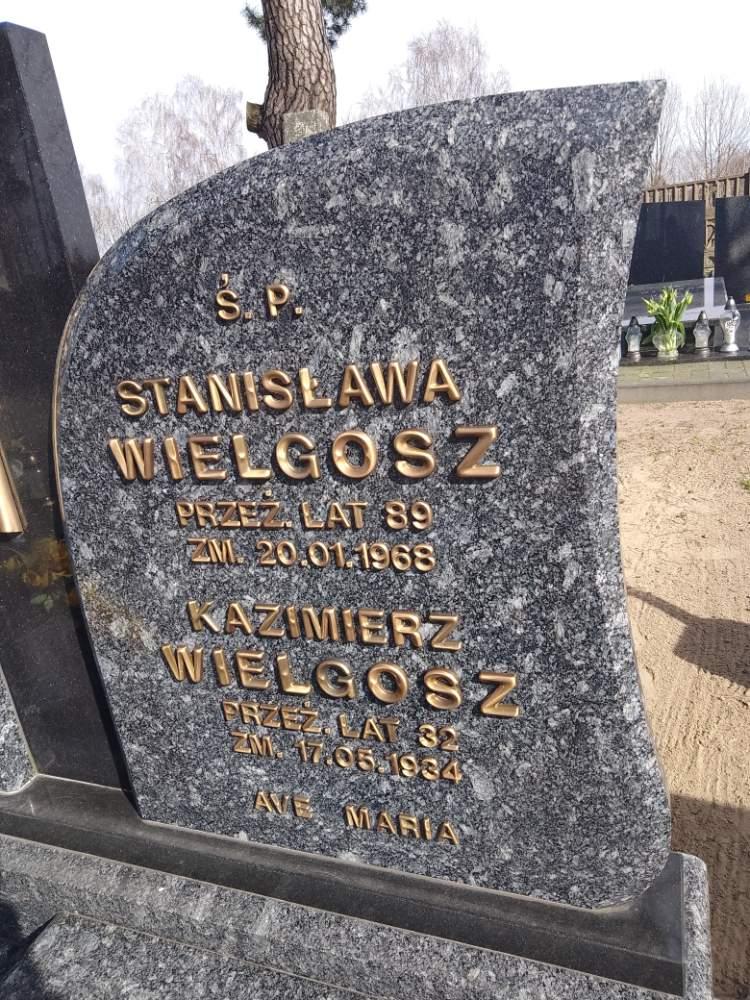 Ś. P.
STANISŁAWA
WIELGOSZ
PRZEŻ. LAT 89
ZM. 20.01.1968
KAZIMIERZ
WIELGOSZ
PRZEŻ. LAT 32
ZM. 17.05.1934
AVE MARIA